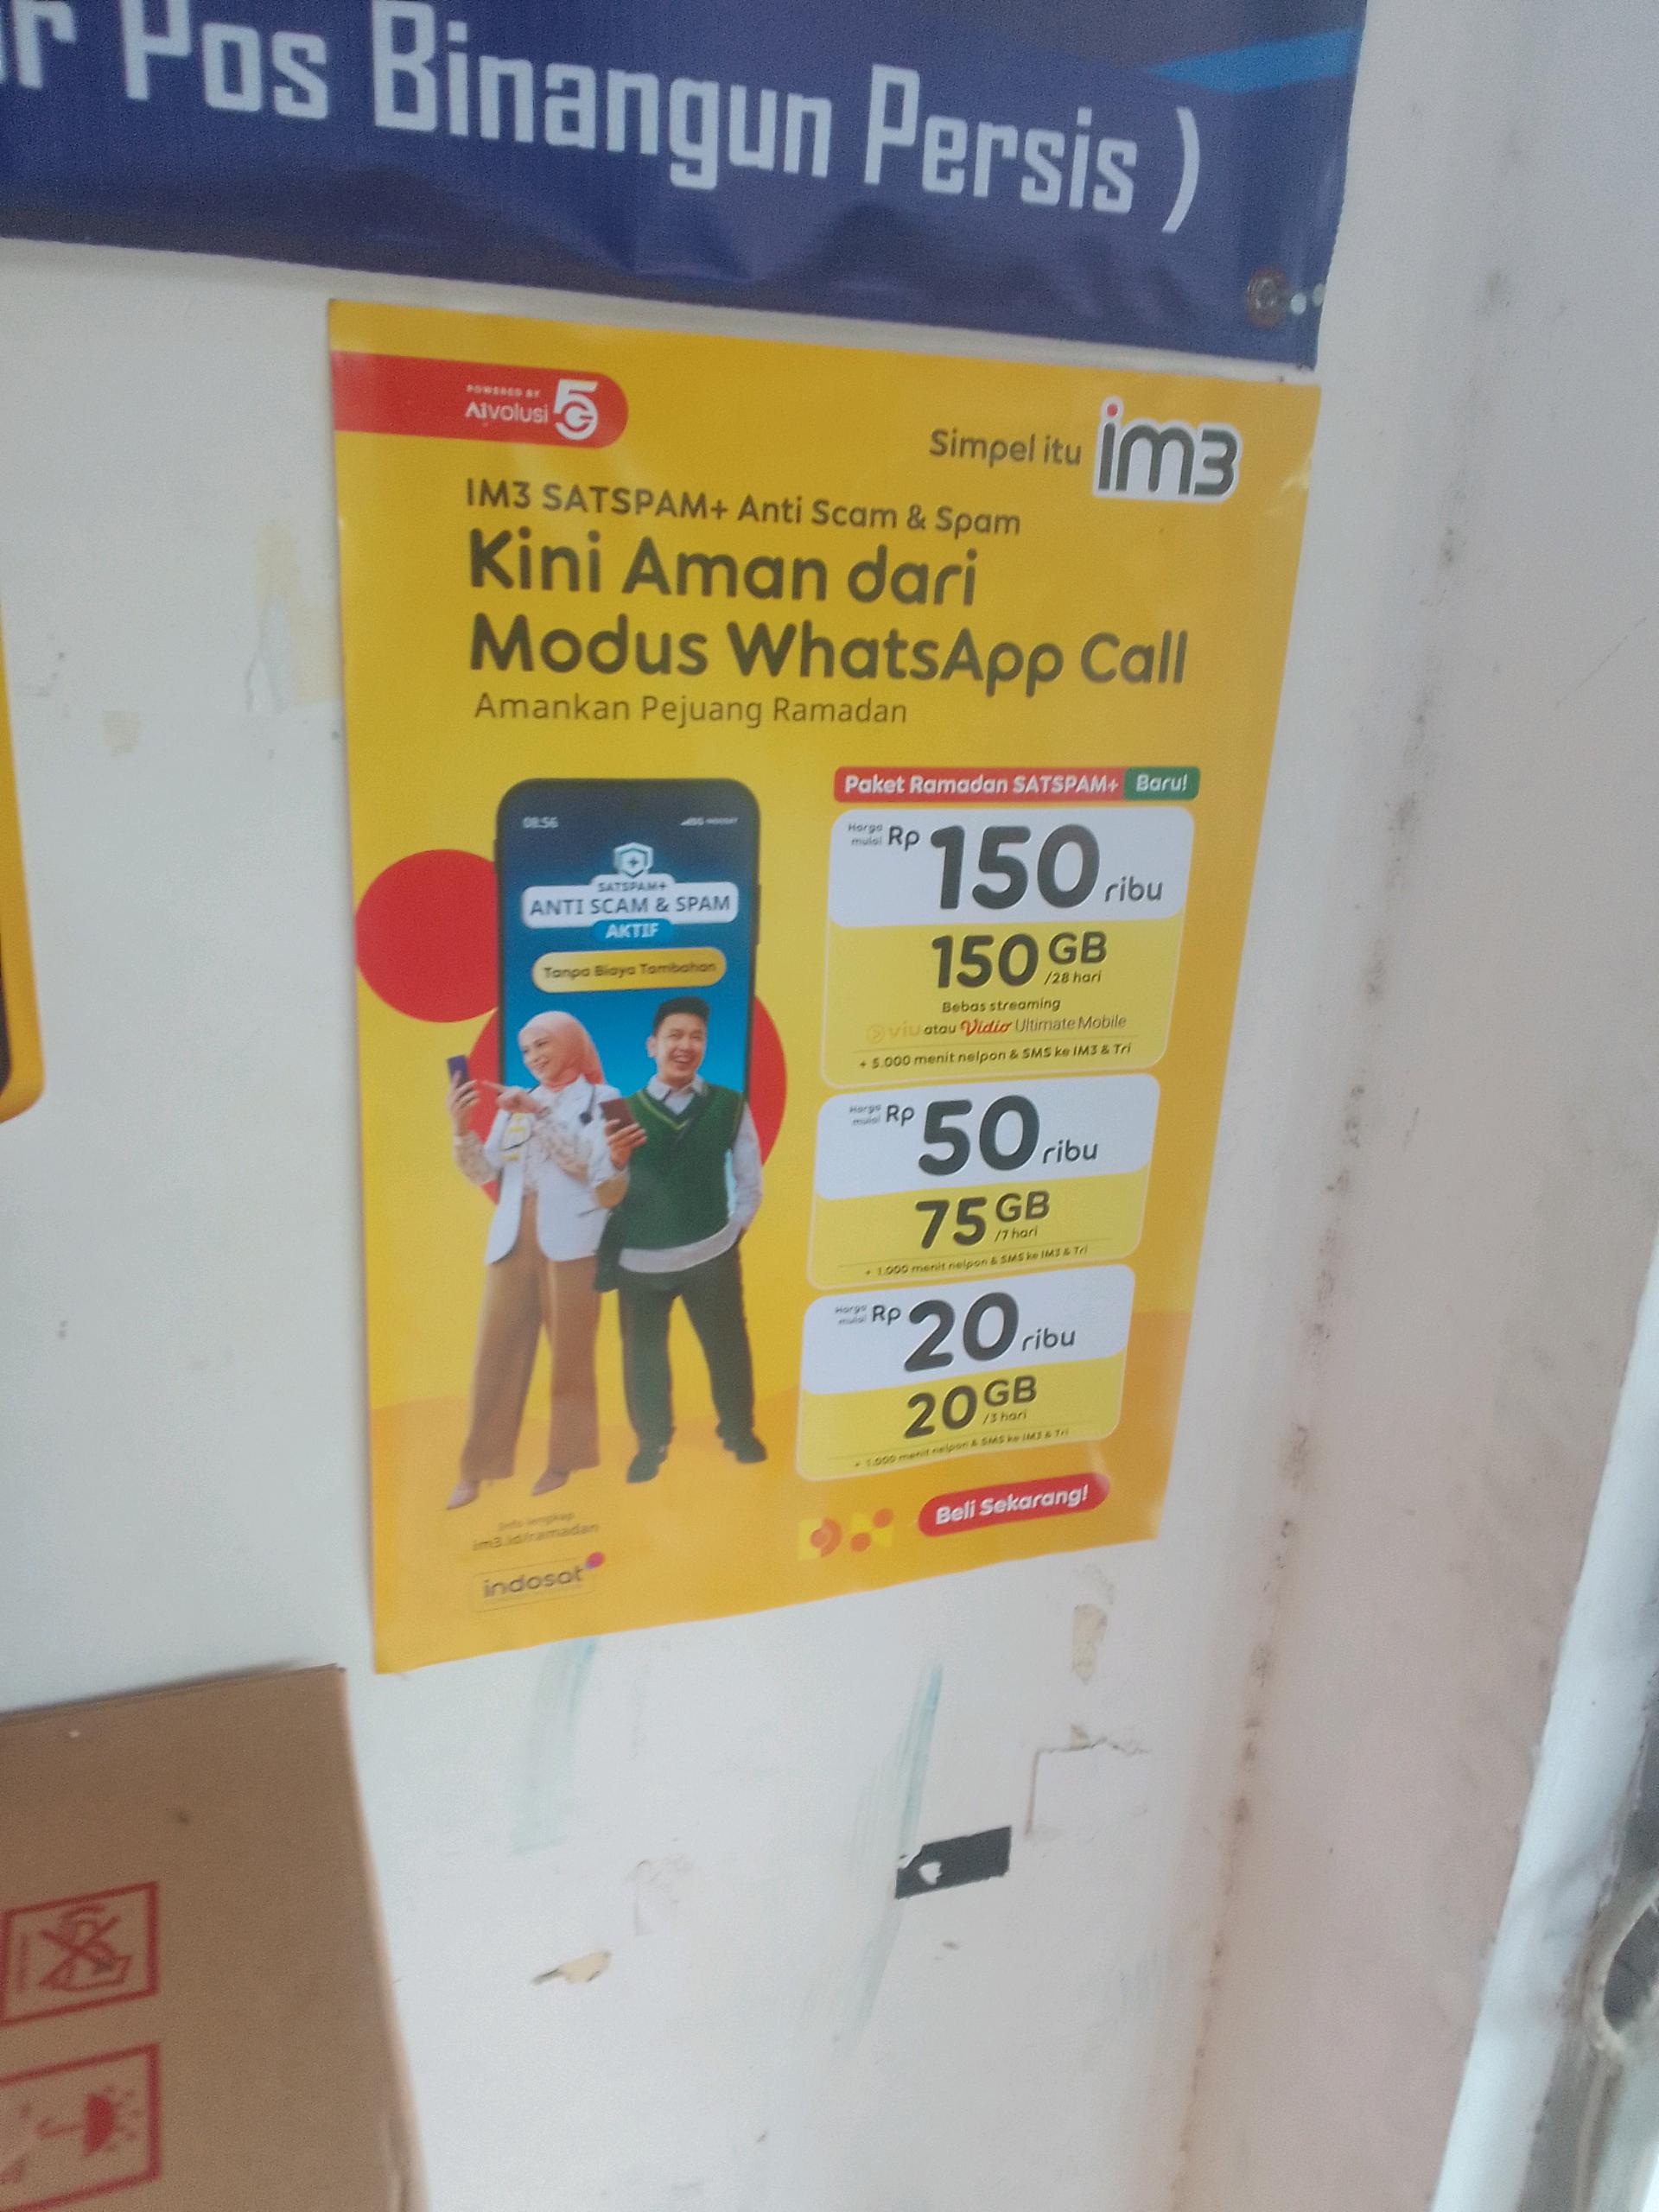 r Pos Binangun Persis )
POWERED BY
AIvolusi 5G
Simpel itu im3
IM3 SATSPAM+ Anti Scam & Spam
Kini Aman dari
Modus WhatsApp Call
Amankan Pejuang Ramadan
08:56
SATSPAM+
ANTI SCAM & SPAM
AKTIF
Tanpa Biaya Tambahan
Paket Ramadan SATSPAM+ Baru!
Harga mulai Rp 150 ribu
150 GB /28 hari
Bebas streaming
viu atau Vidio Ultimate Mobile
+ 5.000 menit nelpon & SMS ke IM3 & Tri
Harga mulai Rp 50 ribu
75 GB /7 hari
+ 1.000 menit nelpon & SMS ke IM3 & Tri
Harga mulai Rp 20 ribu
20 GB /3 hari
+ 1.000 menit nelpon & SMS ke IM3 & Tri
Beli Sekarang!
Info lengkap
im3.id/ramadan
indosat